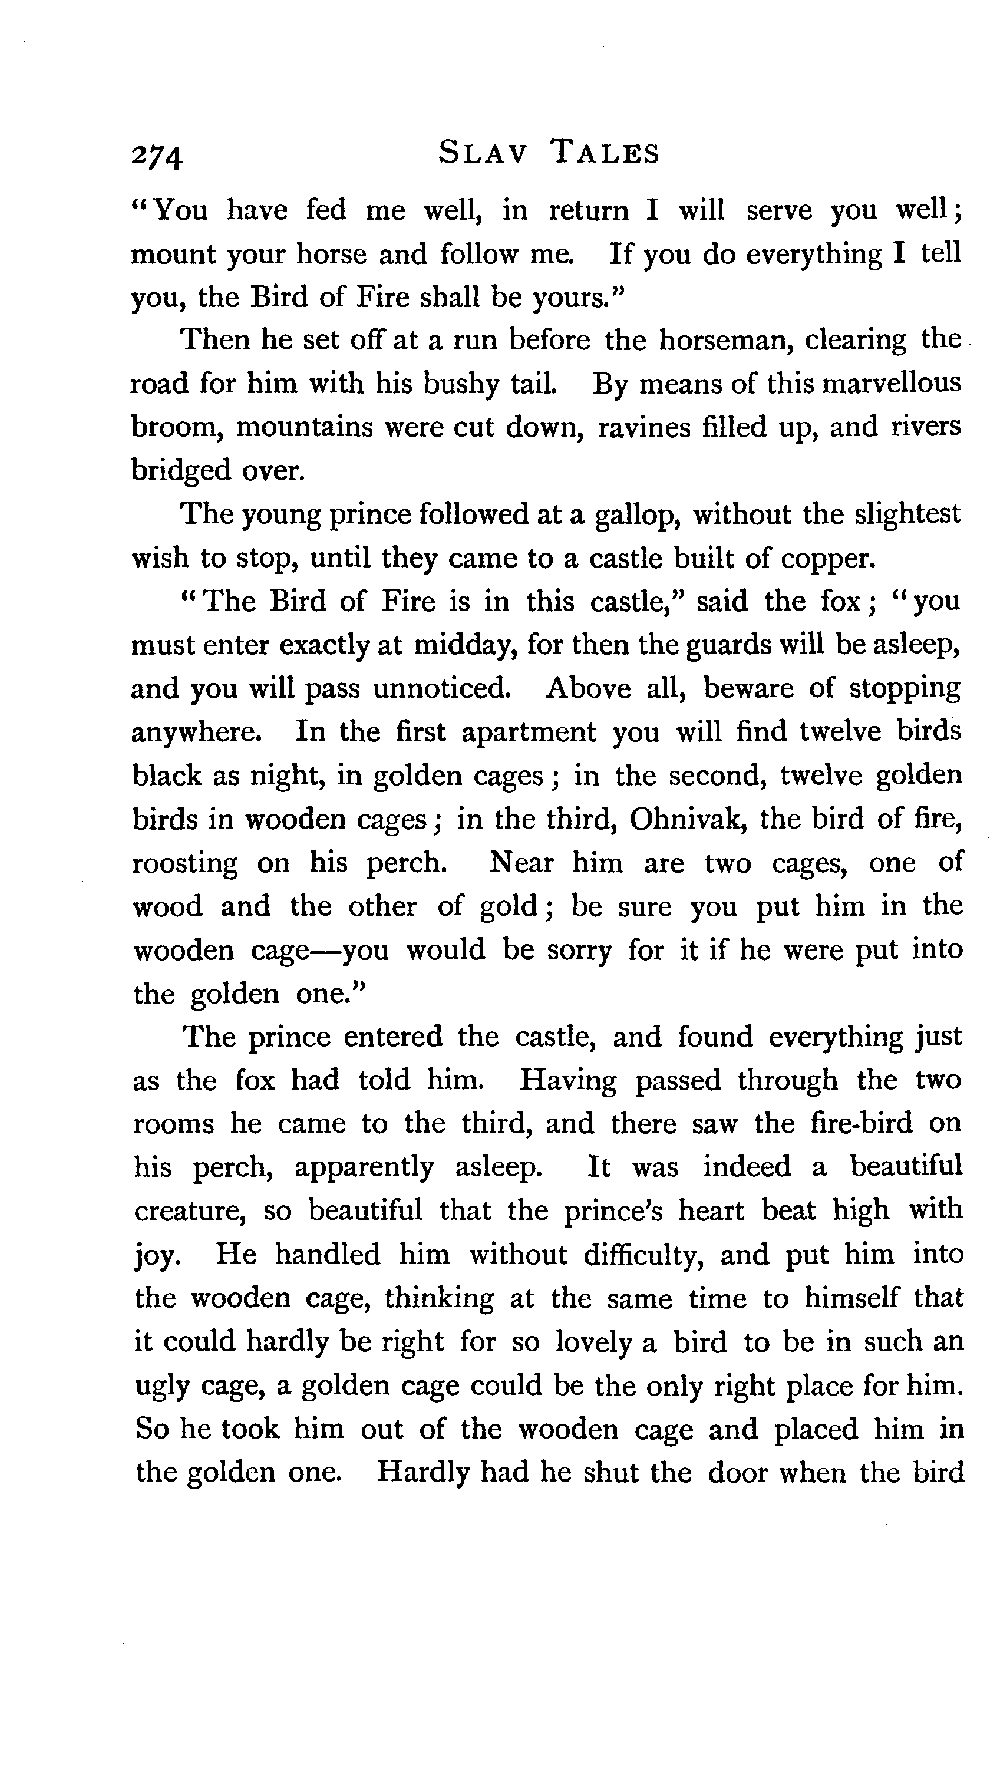 274 SLAV TALES
"You have fed me well, in return I will serve you well;
mount your horse and follow me. If you do everything I tell
you, the Bird of Fire shall be yours."
Then he set off at a run before the horseman, clearing the
road for him with his bushy tail. By means of this marvellous
broom, mountains were cut down, ravines filled up, and rivers
bridged over.
The young prince followed at a gallop, without the slightest
wish to stop, until they came to a castle built of copper.
"The Bird of Fire is in this castle," said the fox; "you
must enter exactly at midday, for then the guards will be asleep,
and you will pass unnoticed. Above all, beware of stopping
anywhere. In the first apartment you will find twelve birds
black as night, in golden cages; in the second, twelve golden
birds in wooden cages; in the third, Ohnivak, the bird of fire,
roosting on his perch. Near him are two cages, one of
wood and the other of gold; be sure you put him in the
wooden cage—you would be sorry for it if he were put into
the golden one."
The prince entered the castle, and found everything just
as the fox had told him. Having passed through the two
rooms he came to the third, and there saw the fire-bird on
his perch, apparently asleep. It was indeed a beautiful
creature, so beautiful that the prince's heart beat high with
joy. He handled him without difficulty, and put him into
the wooden cage, thinking at the same time to himself that
it could hardly be right for so lovely a bird to be in such an
ugly cage, a golden cage could be the only right place for him.
So he took him out of the wooden cage and placed him in
the golden one. Hardly had he shut the door when the bird